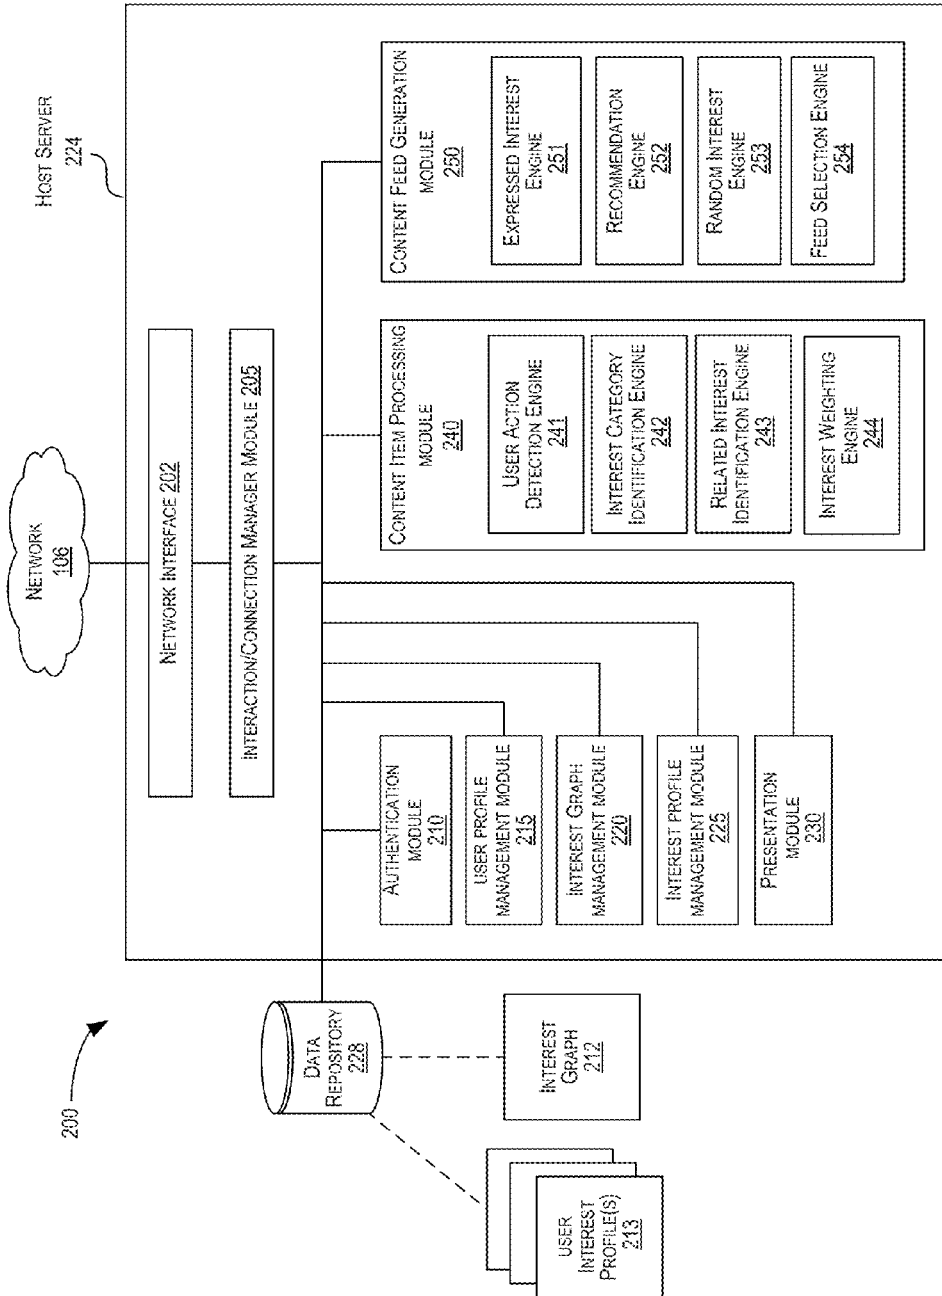 200
NETWORK
106
HOST SERVER
224
NETWORK INTERFACE 202
INTERACTION/CONNECTION MANAGER MODULE 205
DATA
REPOSITORY
228
USER
INTEREST
PROFILE(S)
213
INTEREST
GRAPH
212
AUTHENTICATION
MODULE
210
USER PROFILE
MANAGEMENT MODULE
215
INTEREST GRAPH
MANAGEMENT MODULE
220
INTEREST PROFILE
MANAGEMENT MODULE
225
PRESENTATION
MODULE
230
CONTENT ITEM PROCESSING
MODULE
240
USER ACTION
DETECTION ENGINE
241
INTEREST CATEGORY
IDENTIFICATION ENGINE
242
RELATED INTEREST
IDENTIFICATION ENGINE
243
INTEREST WEIGHTING
ENGINE
244
CONTENT FEED GENERATION
MODULE
250
EXPRESSED INTEREST
ENGINE
251
RECOMMENDATION
ENGINE
252
RANDOM INTEREST
ENGINE
253
FEED SELECTION ENGINE
254